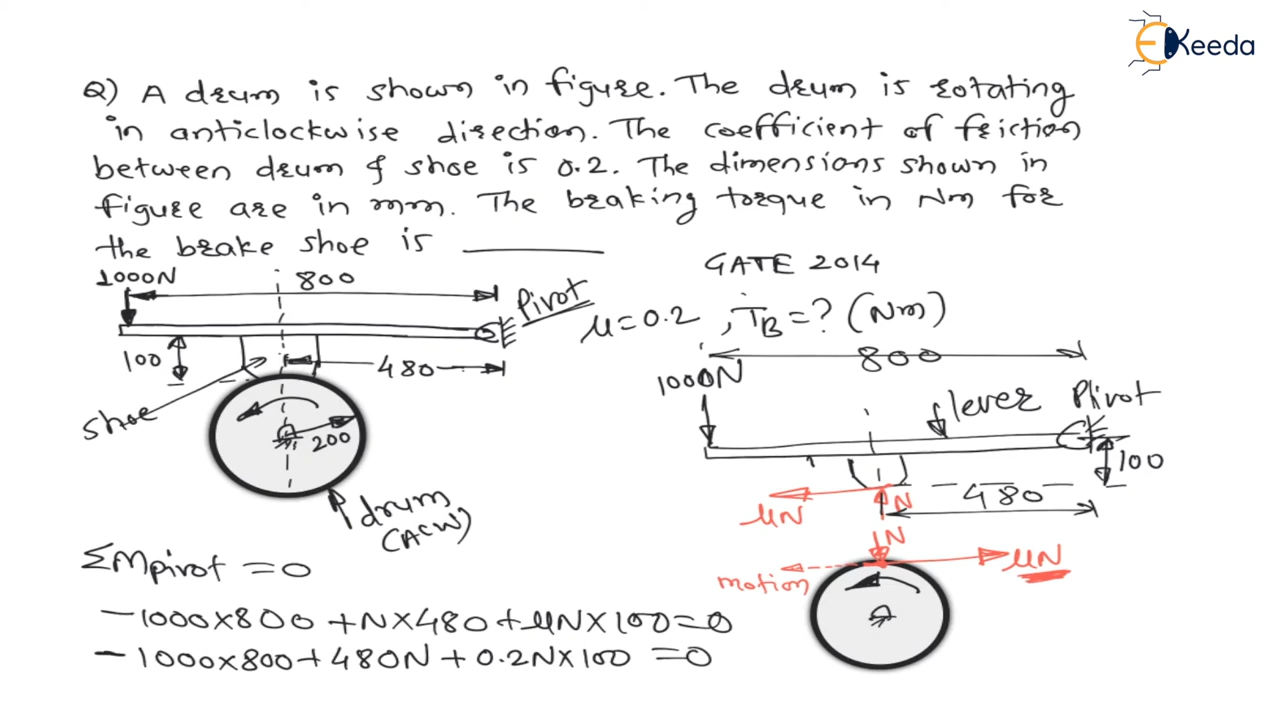 EKeeda
Q) A drum is shown in figure. The drum is rotating
in anticlockwise direction. The coefficient of friction
between drum & shoe is 0.2. The dimensions shown in
figure are in mm. The braking torque in Nm for
the brake shoe is ________
GATE 2014
1000N
800
Pivot
μ=0.2 , TB=? (Nm)
100
480
shoe
200
drum
(ACW)
800
1000N
lever
Pivot
100
480
μN
N
N
μN
motion
ΣMpivot = 0
-1000×800 +N×480+μN×100=0
-1000×800+480N+0.2N×100 =0